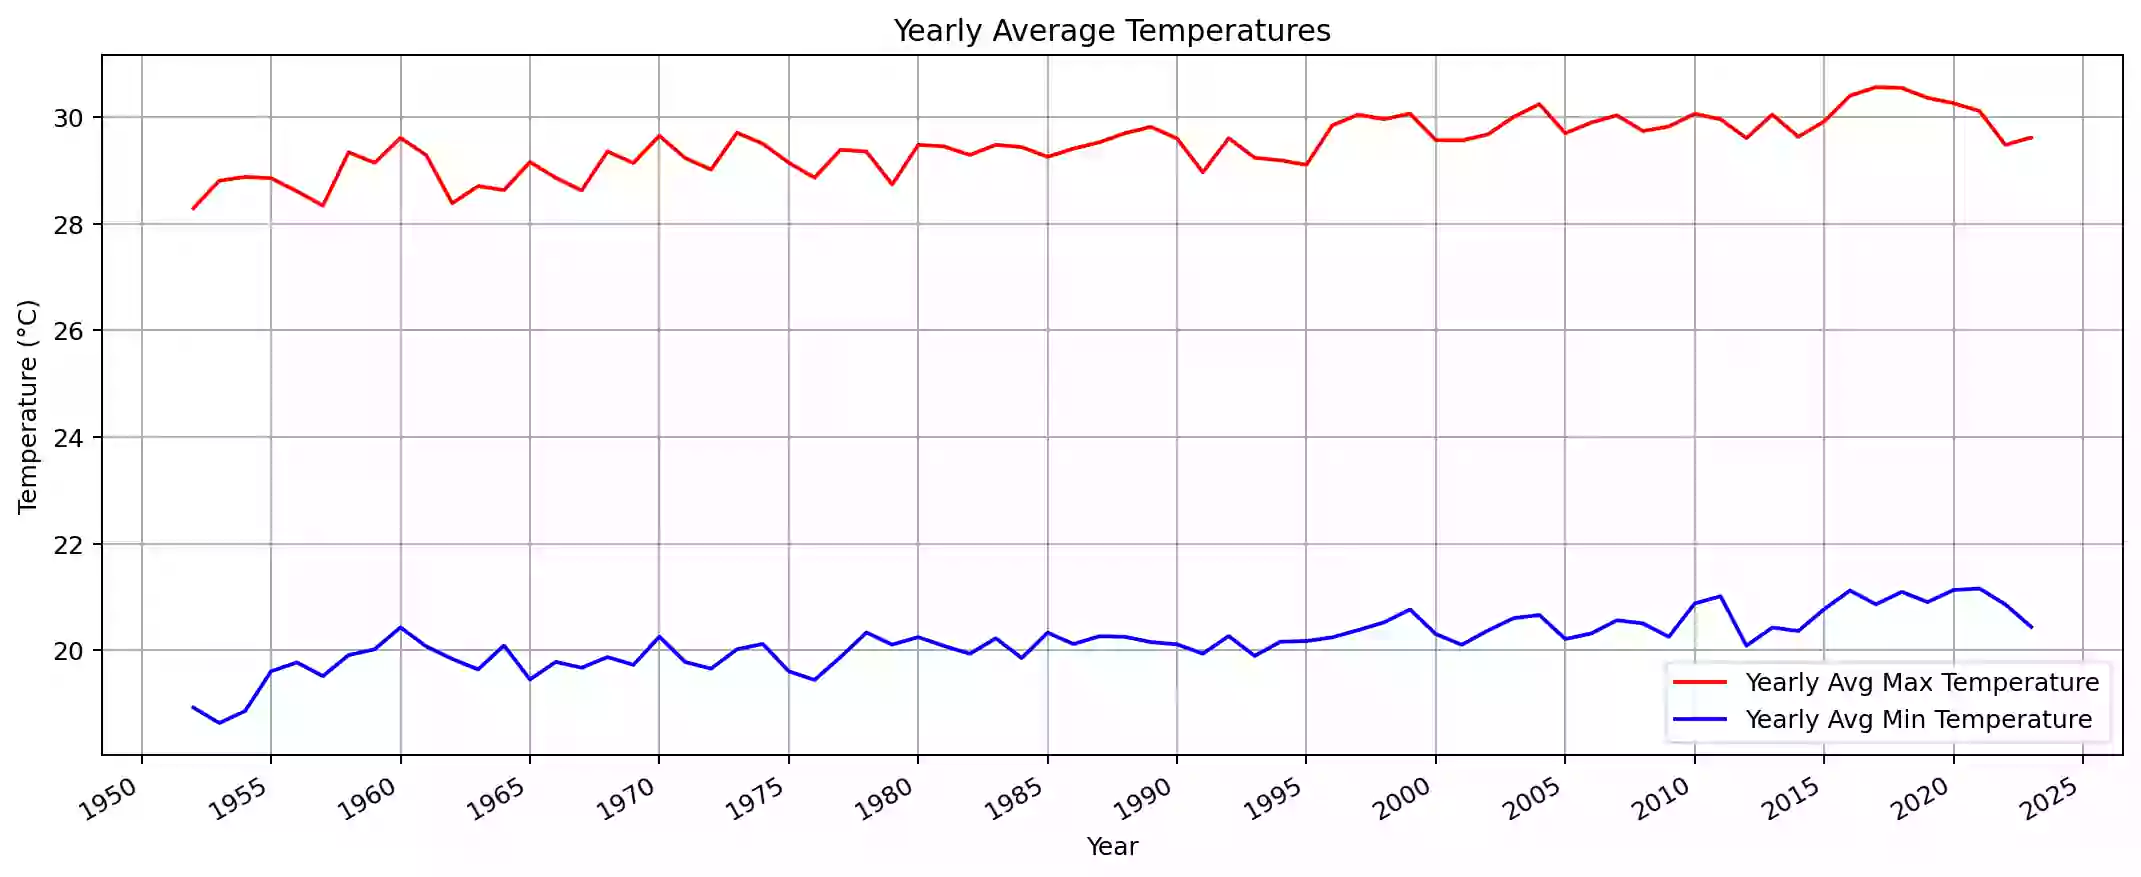 Yearly Average Temperatures
Temperature (°C)
30
28
26
24
22
20
Yearly Avg Max Temperature
Yearly Avg Min Temperature
1950 1955 1960 1965 1970 1975 1980 1985 1990 1995 2000 2005 2010 2015 2020 2025
Year